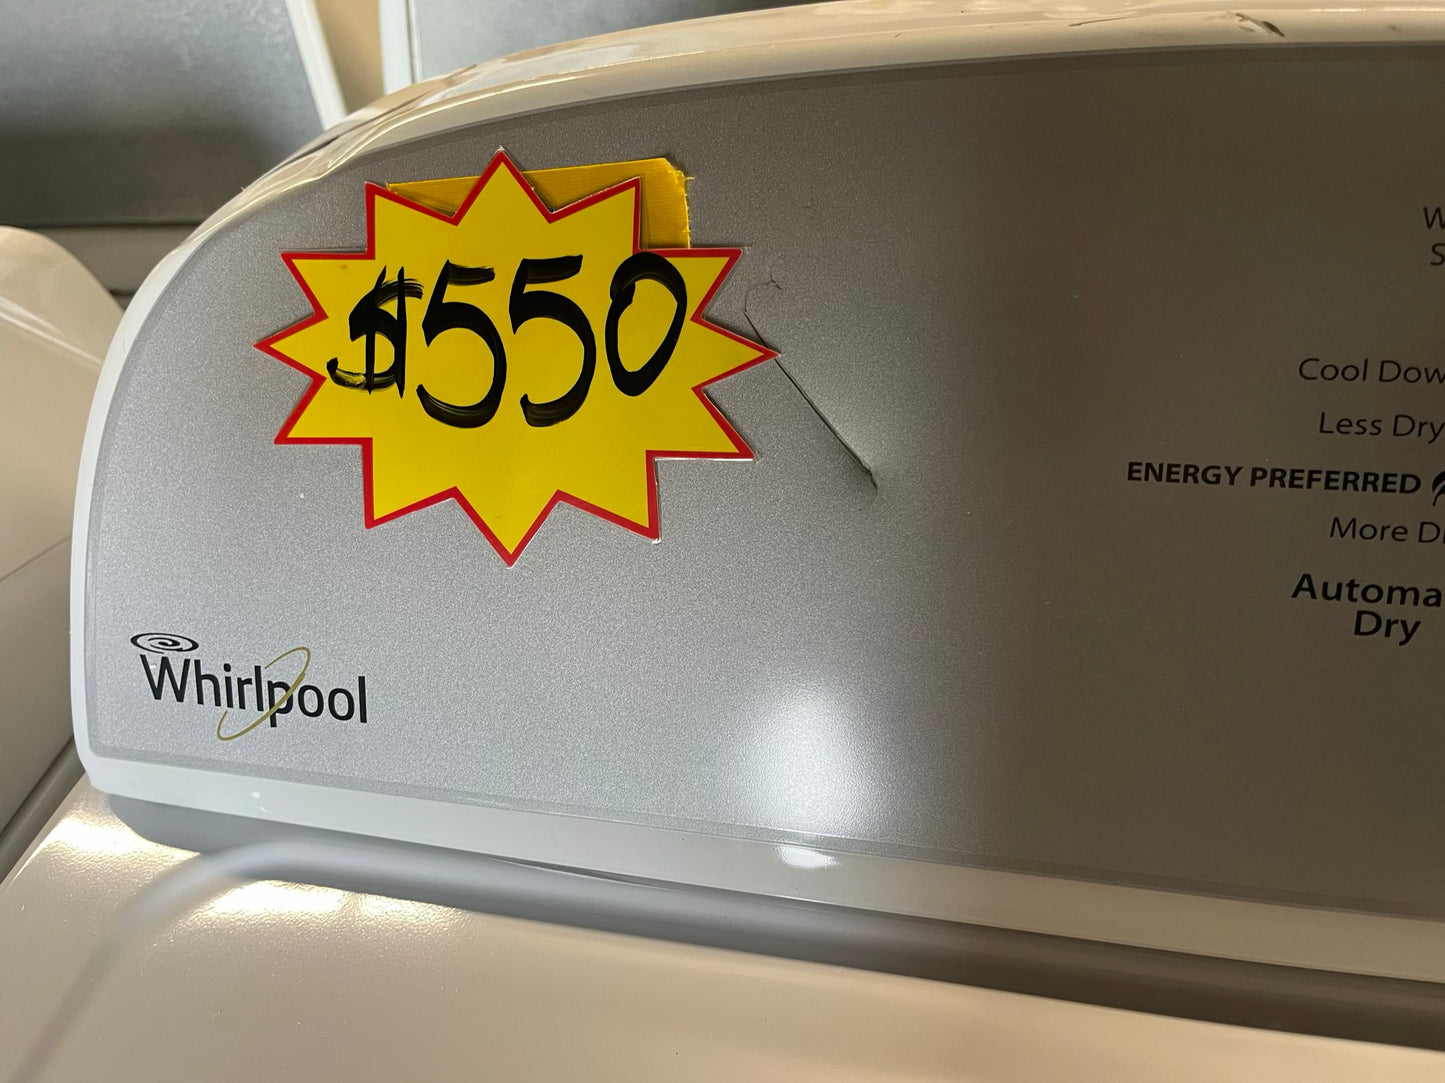 $550
Whirlpool
Cool Dow
Less Dry
ENERGY PREFERRED
More D
Automa
Dry